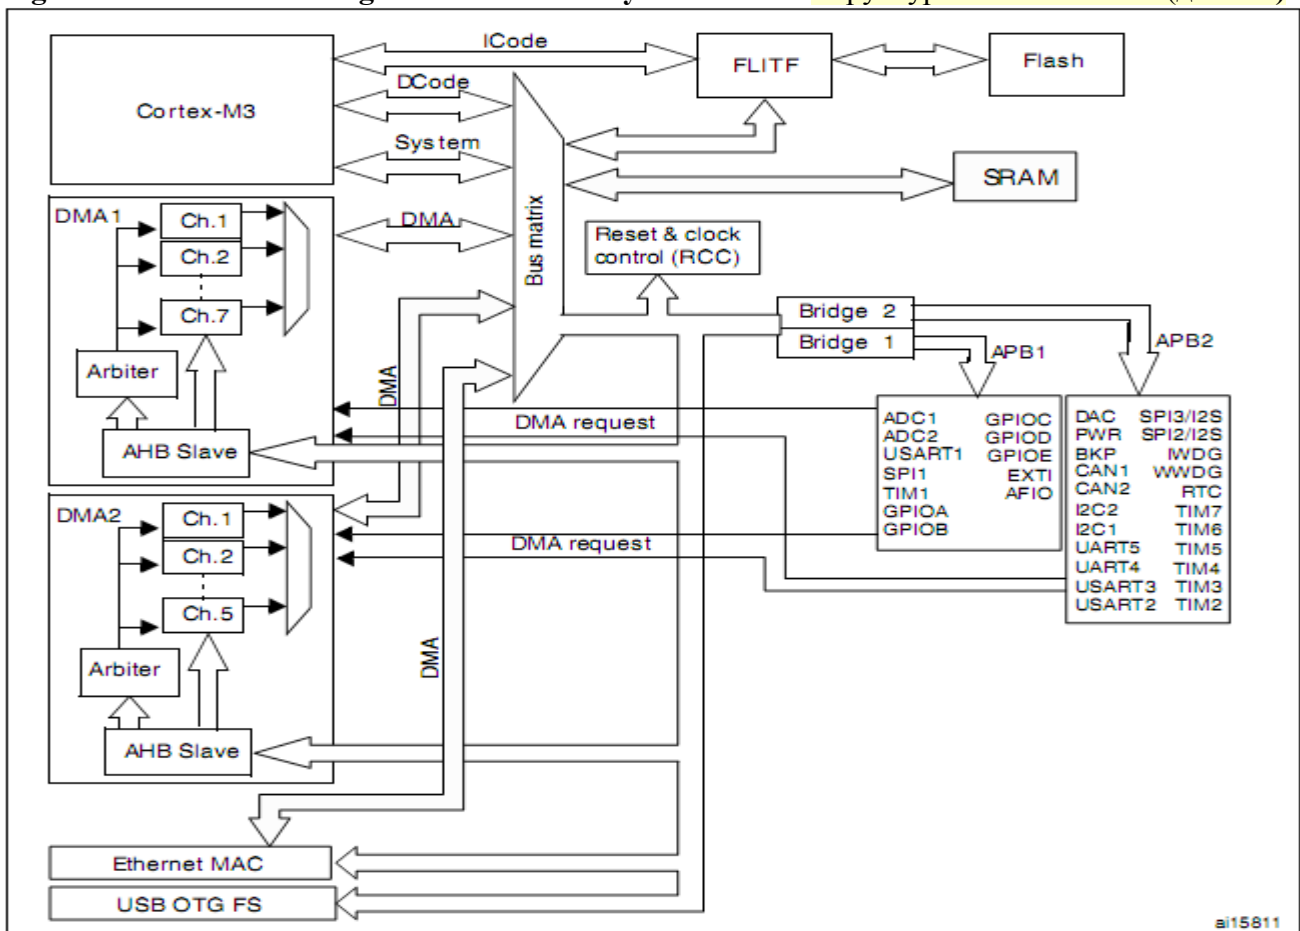 ICode
FLITF
Flash
Cortex-M3
DCode
System
SRAM
Bus matrix
DMA1
Ch.1
Ch.2
Ch.7
Arbiter
AHB Slave
DMA
Reset & clock
control (RCC)
Bridge 2
Bridge 1
APB1
APB2
DMA
DMA request
ADC1 GPIOC
ADC2 GPIOD
USART1 GPIOE
SPI1 EXTI
TIM1 AFIO
GPIOA
GPIOB
DAC SPI3/I2S
PWR SPI2/I2S
BKP IWDG
CAN1 WWDG
CAN2 RTC
I2C2 TIM7
I2C1 TIM6
UART5 TIM5
UART4 TIM4
USART3 TIM3
USART2 TIM2
DMA2
Ch.1
Ch.2
Ch.5
Arbiter
AHB Slave
DMA request
DMA
Ethernet MAC
USB OTG FS
ai15811